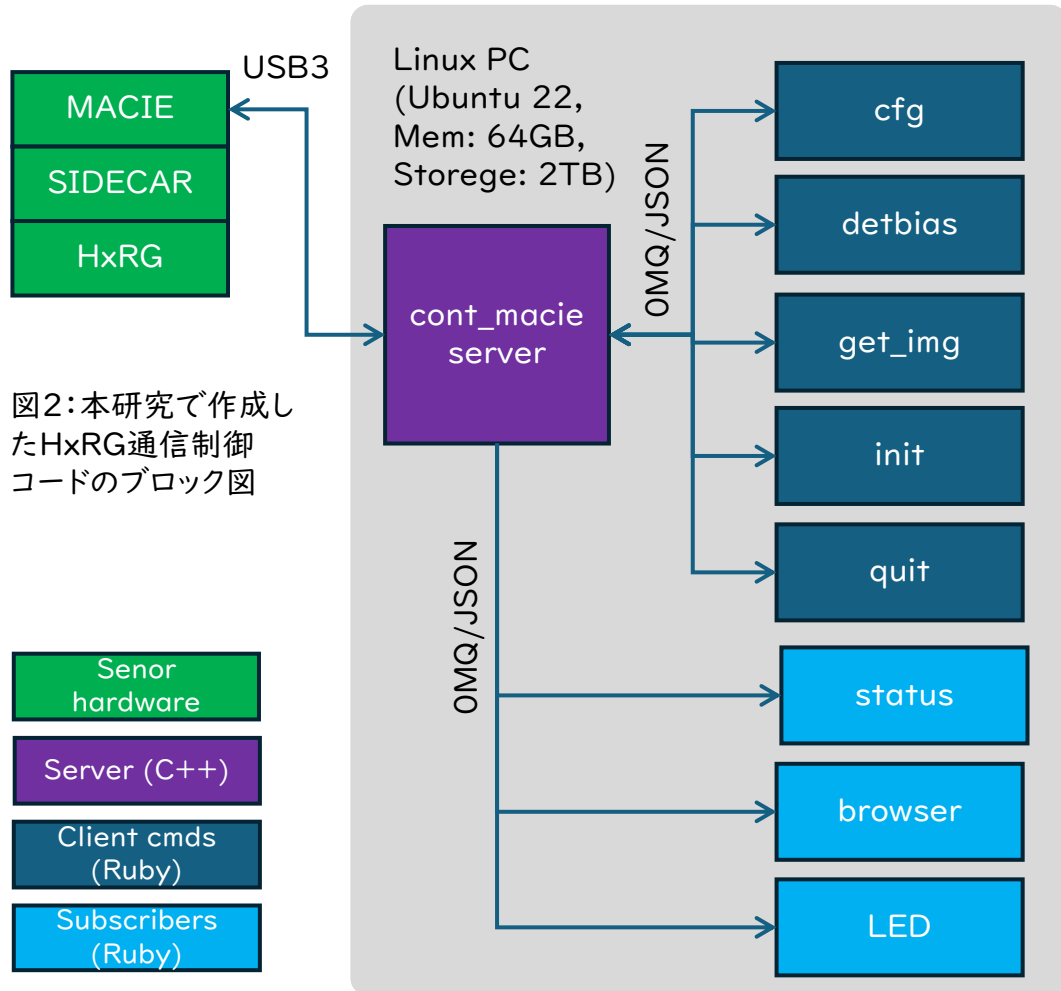 USB3
MACIE
SIDECAR
HxRG
Linux PC
(Ubuntu 22,
Mem: 64GB,
Storege: 2TB)
cont_macie
server
0MQ/JSON
cfg
detbias
get_img
init
quit
図2：本研究で作成し
たHxRG通信制御
コードのブロック図
0MQ/JSON
status
browser
LED
Senor
hardware
Server (C++)
Client cmds
(Ruby)
Subscribers
(Ruby)